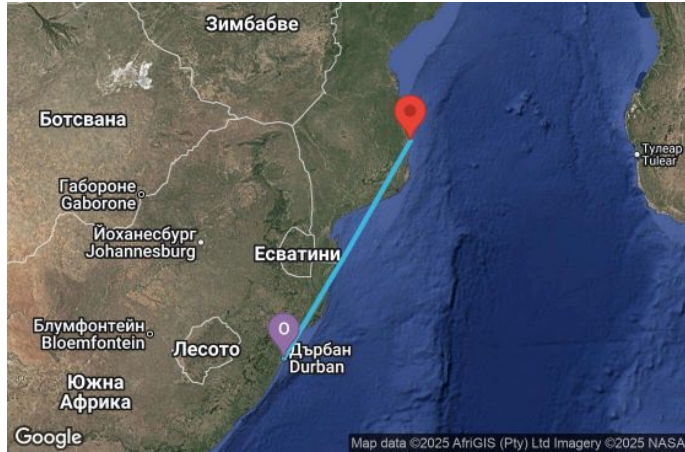 Зимбабве
Ботсвана
Тулеар
Tulear
Габороне
Gaborone
Йоханесбург
Johannesburg
Есватини
O
Блумфонтейн
Bloemfontein
Лесото
Дърбан
Durban
Южна
Африка
Google
Map data ©2025 AfriGIS (Pty) Ltd Imagery ©2025 NASA